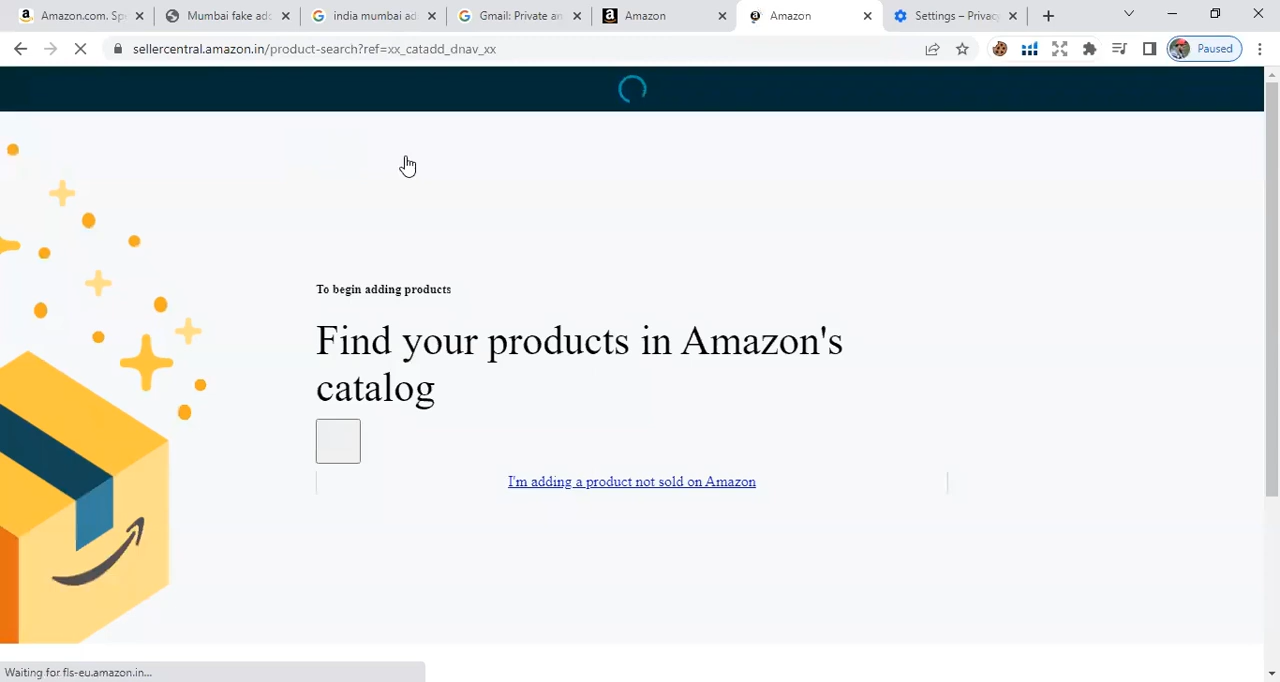 Amazon.com. Sp
Mumbai fake add
india mumbai ad
Gmail: Private an
Amazon
Amazon
Settings – Privac
sellercentral.amazon.in/product-search?ref=xx_catadd_dnav_xx
Paused
To begin adding products
Find your products in Amazon's
catalog
I'm adding a product not sold on Amazon
Waiting for fls-eu.amazon.in...